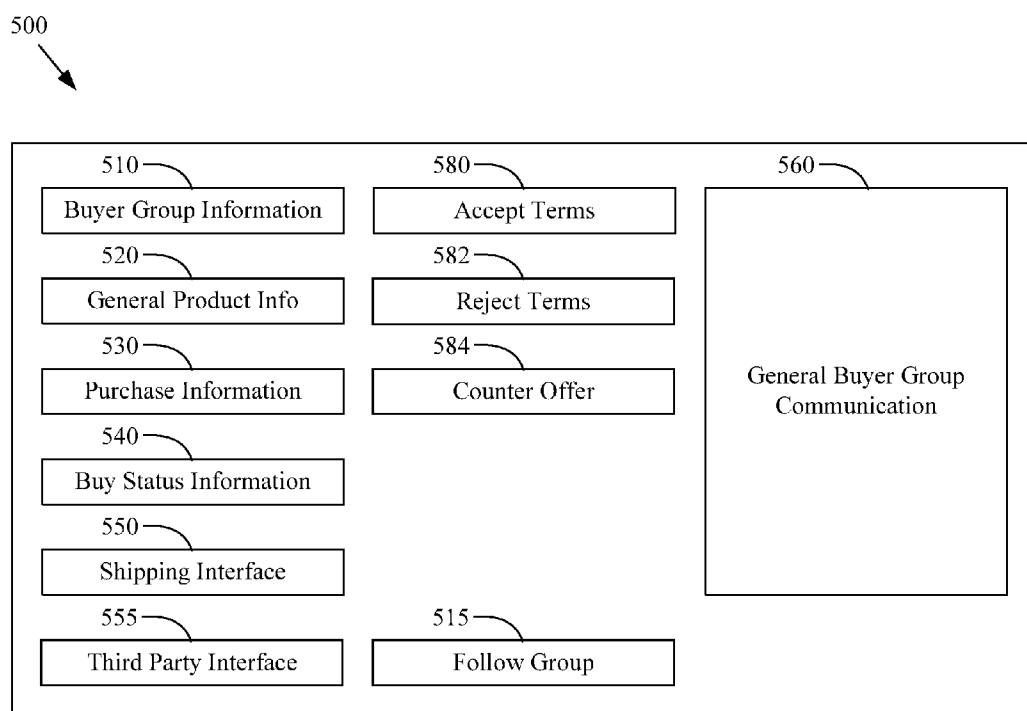 500
510
Buyer Group Information
520
General Product Info
530
Purchase Information
540
Buy Status Information
550
Shipping Interface
555
Third Party Interface
580
Accept Terms
582
Reject Terms
584
Counter Offer
515
Follow Group
560
General Buyer Group
Communication